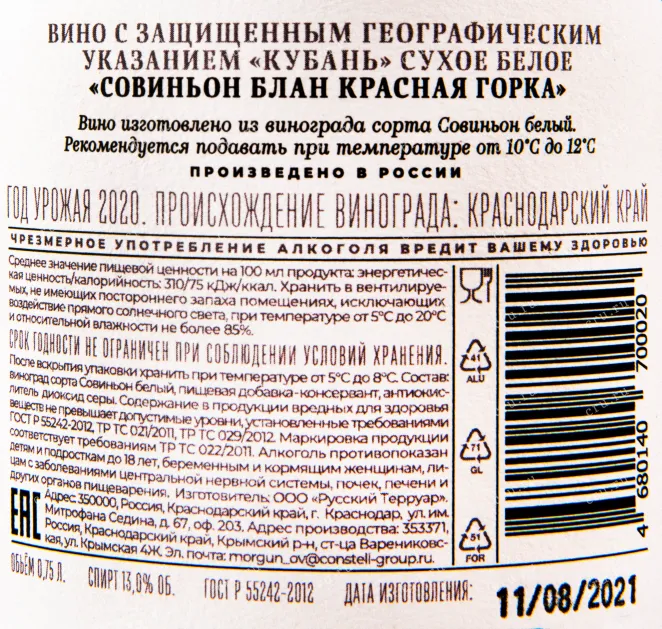 ВИНО С ЗАЩИЩЕННЫМ ГЕОГРАФИЧЕСКИМ
УКАЗАНИЕМ «КУБАНЬ» СУХОЕ БЕЛОЕ
«СОВИНЬОН БЛАН КРАСНАЯ ГОРКА»
Вино изготовлено из винограда сорта Совиньон белый.
Рекомендуется подавать при температуре от 10°С до 12°С
ПРОИЗВЕДЕНО В РОССИИ
ГОД УРОЖАЯ 2020. ПРОИСХОЖДЕНИЕ ВИНОГРАДА: КРАСНОДАРСКИЙ КРАЙ
ЧРЕЗМЕРНОЕ УПОТРЕБЛЕНИЕ АЛКОГОЛЯ ВРЕДИТ ВАШЕМУ ЗДОРОВЬЮ
Среднее значение пищевой ценности на 100 мл продукта: энергетичес-
кая ценность/калорийность: 310/75 кДж/ккал. Хранить в вентилируе-
мых, не имеющих постороннего запаха помещениях, исключающих
воздействие прямого солнечного света, при температуре от 5°С до 20°С
и относительной влажности не более 85%.
СРОК ГОДНОСТИ НЕ ОГРАНИЧЕН ПРИ СОБЛЮДЕНИИ УСЛОВИЙ ХРАНЕНИЯ.
После вскрытия упаковки хранить при температуре от 5°С до 8°С. Состав:
виноград сорта Совиньон белый, пищевая добавка-консервант, антиокис-
литель диоксид серы. Содержание в продукции вредных для здоровья
веществ не превышает допустимые уровни, установленные требованиями
ГОСТ Р 55242-2012, ТР ТС 021/2011, ТР ТС 029/2012. Маркировка продукции
соответствует требованиям ТР ТС 022/2011. Алкоголь противопоказан
детям и подросткам до 18 лет, беременным и кормящим женщинам, ли-
цам с заболеваниями центральной нервной системы, почек, печени и
других органов пищеварения. Изготовитель: ООО «Русский Терруар».
Адрес: 350000, Россия, Краснодарский край, г. Краснодар, ул. им.
Митрофана Седина, д. 67, оф. 203. Адрес производства: 353371,
Россия, Краснодарский край, Крымский р-н, ст-ца Варениковс-
кая, ул. Крымская 4Ж. Эл. почта: morgun_ov@constell-group.ru.
ЕАС
41
ALU
71
GL
51
FOR
4 680140 700020
ОБЪЁМ 0,75 Л. СПИРТ 13,0% ОБ. ГОСТ Р 55242-2012 ДАТА ИЗГОТОВЛЕНИЯ: 11/08/2021